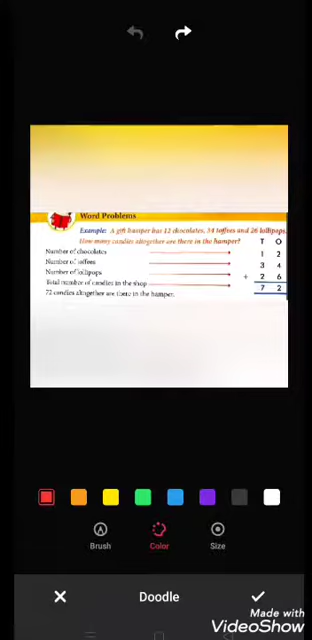 Word Problems
Example: A gift hamper has 12 chocolates, 34 toffees and 26 lollipops.
How many candies altogether are there in the hamper? T O
Number of chocolates 1 2
Number of toffees 3 4
Number of lollipops + 2 6
Total number of candies in the shop 7 2
72 candies altogether are there in the hamper.
Brush Color Size
Doodle
Made with
VideoShow